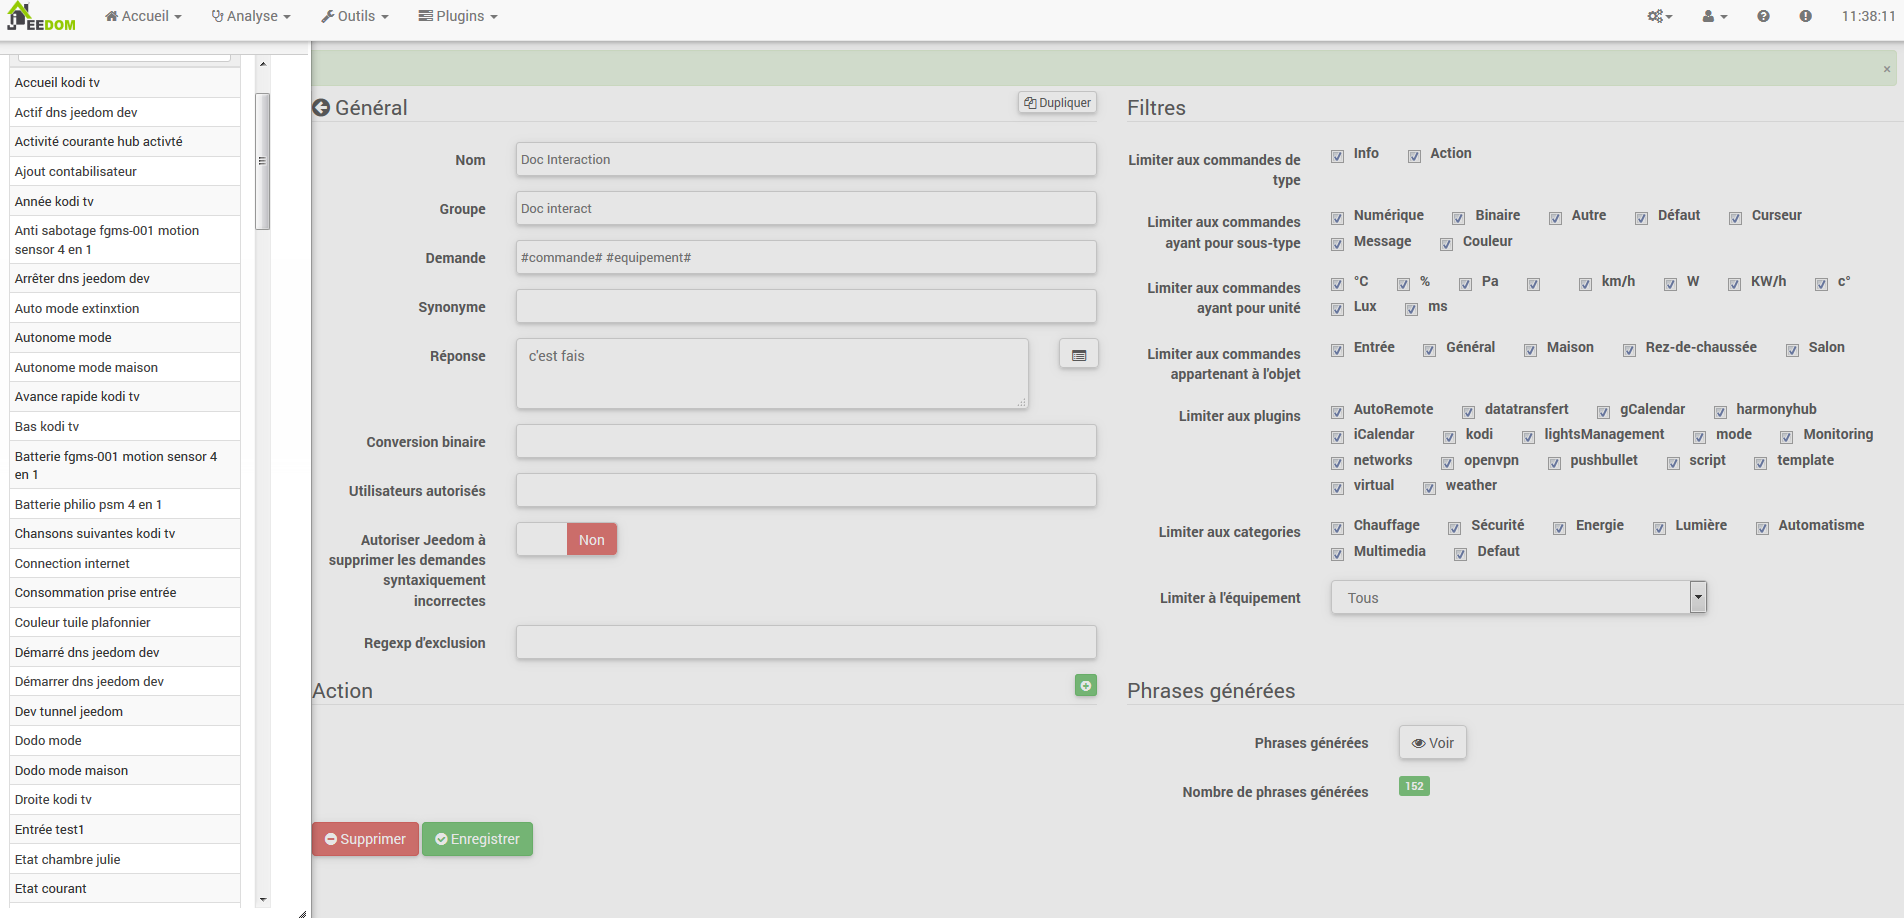 JEEDOM
Accueil
Analyse
Outils
Plugins
11:38:11
Accueil kodi tv
Actif dns jeedom dev
Activité courante hub activté
Ajout contabilisateur
Année kodi tv
Anti sabotage fgms-001 motion
sensor 4 en 1
Arrêter dns jeedom dev
Auto mode extinxtion
Autonome mode
Autonome mode maison
Avance rapide kodi tv
Bas kodi tv
Batterie fgms-001 motion sensor 4
en 1
Batterie philio psm 4 en 1
Chansons suivantes kodi tv
Connection internet
Consommation prise entrée
Couleur tuile plafonnier
Démarré dns jeedom dev
Démarrer dns jeedom dev
Dev tunnel jeedom
Dodo mode
Dodo mode maison
Droite kodi tv
Entrée test1
Etat chambre julie
Etat courant
×
Général
Dupliquer
Nom
Doc Interaction
Groupe
Doc interact
Demande
#commande# #equipement#
Synonyme
Réponse
c'est fais
Conversion binaire
Utilisateurs autorisés
Autoriser Jeedom à
supprimer les demandes
syntaxiquement
incorrectes
Non
Regexp d'exclusion
Action
Supprimer
Enregistrer
Filtres
Limiter aux commandes de
type
Info Action
Limiter aux commandes
ayant pour sous-type
Numérique Binaire Autre Défaut Curseur
Message Couleur
Limiter aux commandes
ayant pour unité
°C % Pa km/h W KW/h c°
Lux ms
Limiter aux commandes
appartenant à l'objet
Entrée Général Maison Rez-de-chaussée Salon
Limiter aux plugins
AutoRemote datatransfert gCalendar harmonyhub
iCalendar kodi lightsManagement mode Monitoring
networks openvpn pushbullet script template
virtual weather
Limiter aux categories
Chauffage Sécurité Energie Lumière Automatisme
Multimedia Defaut
Limiter à l'équipement
Tous
Phrases générées
Phrases générées
Voir
Nombre de phrases générées
152